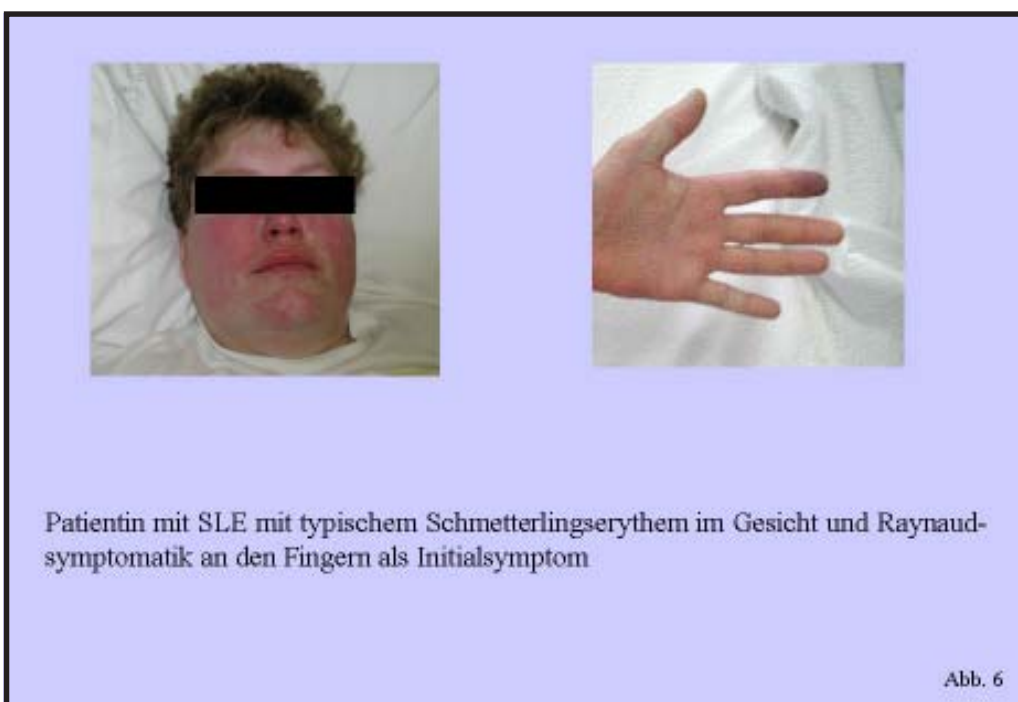 Patientin mit SLE mit typischem Schmetterlingserythem im Gesicht und Raynaud-
symptomatik an den Fingern als Initialsymptom
Abb. 6